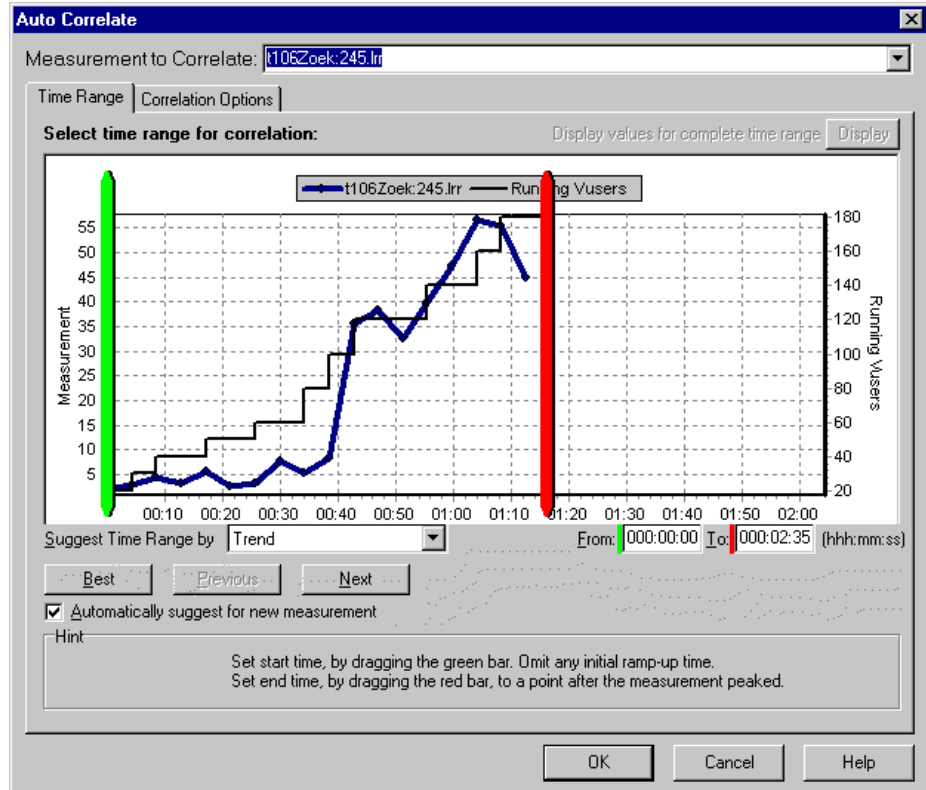 Auto Correlate
Measurement to Correlate: t106Zoek:245.lrr
Time Range Correlation Options
Select time range for correlation: Display values for complete time range Display
t106Zoek:245.lrr Running Vusers
55
50
45
40
35
30
25
20
15
10
5
Measurement
180
160
140
120
100
80
60
40
20
Running Vusers
00:10 00:20 00:30 00:40 00:50 01:00 01:10 01:20 01:30 01:40 01:50 02:00
Suggest Time Range by Trend From: 000:00:00 To: 000:02:35 (hhh:mm:ss)
Best Previous Next
Automatically suggest for new measurement
Hint
Set start time, by dragging the green bar. Omit any initial ramp-up time.
Set end time, by dragging the red bar, to a point after the measurement peaked.
OK Cancel Help